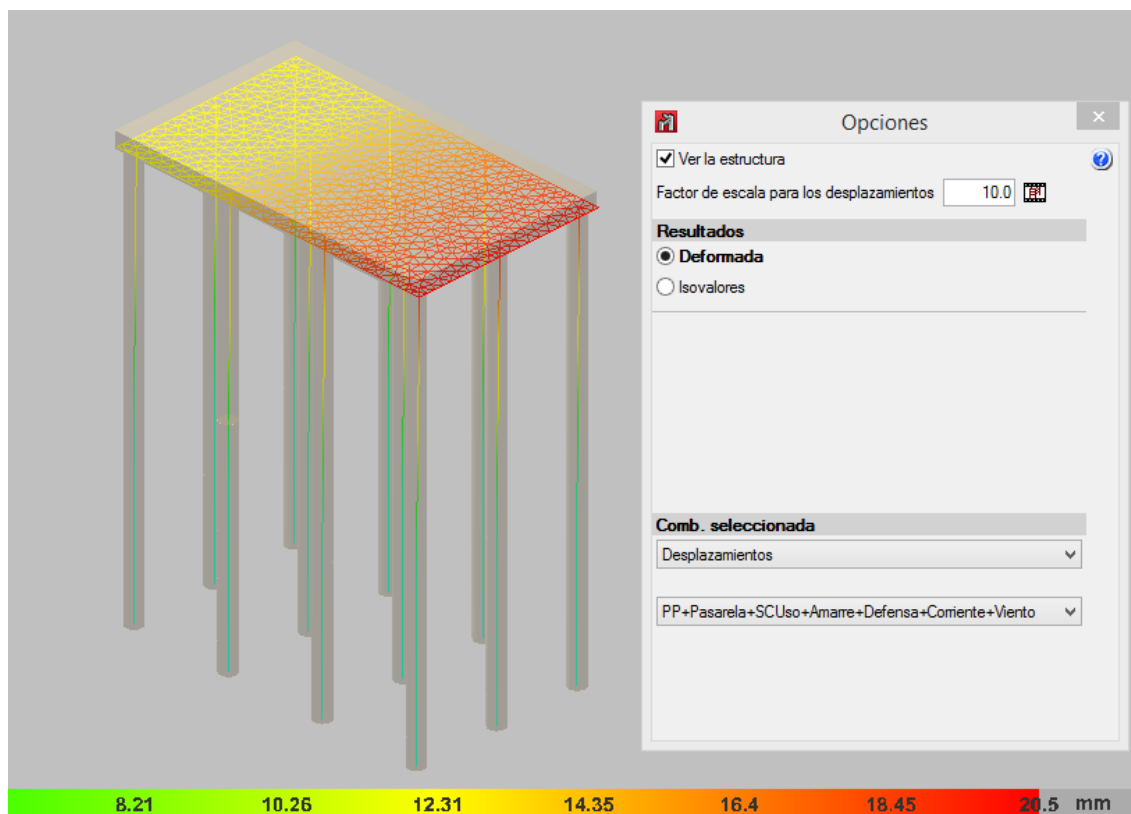 Opciones
Ver la estructura
Factor de escala para los desplazamientos 10.0
Resultados
Deformada
Isovalores
Comb. seleccionada
Desplazamientos
PP+Pasarela+SCUso+Amarre+Defensa+Corriente+Viento
8.21 10.26 12.31 14.35 16.4 18.45 20.5 mm